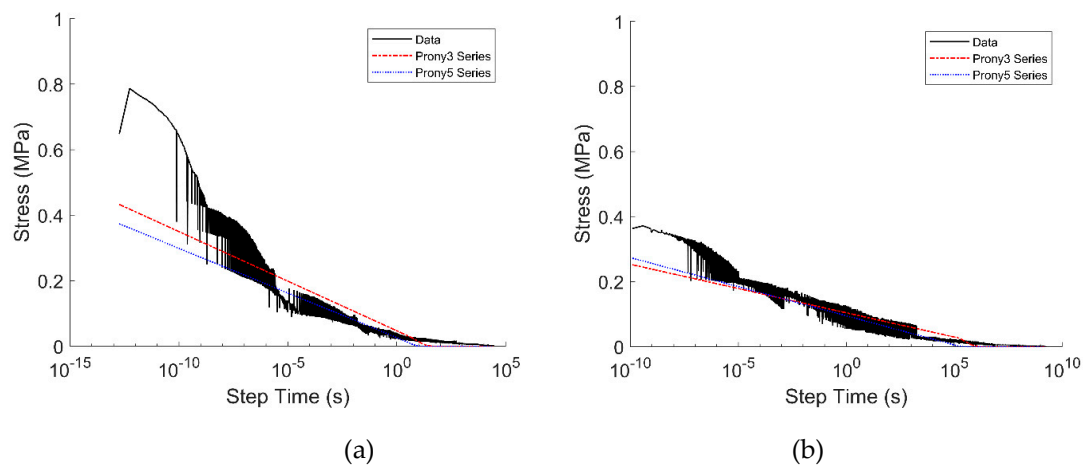 1
0.8
0.6
0.4
0.2
0
Stress (MPa)
10^-15 10^-10 10^-5 10^0 10^5
Step Time (s)
Data
Prony3 Series
Prony5 Series
(a)
1
0.8
0.6
0.4
0.2
0
Stress (MPa)
10^-10 10^-5 10^0 10^5 10^10
Step Time (s)
Data
Prony3 Series
Prony5 Series
(b)